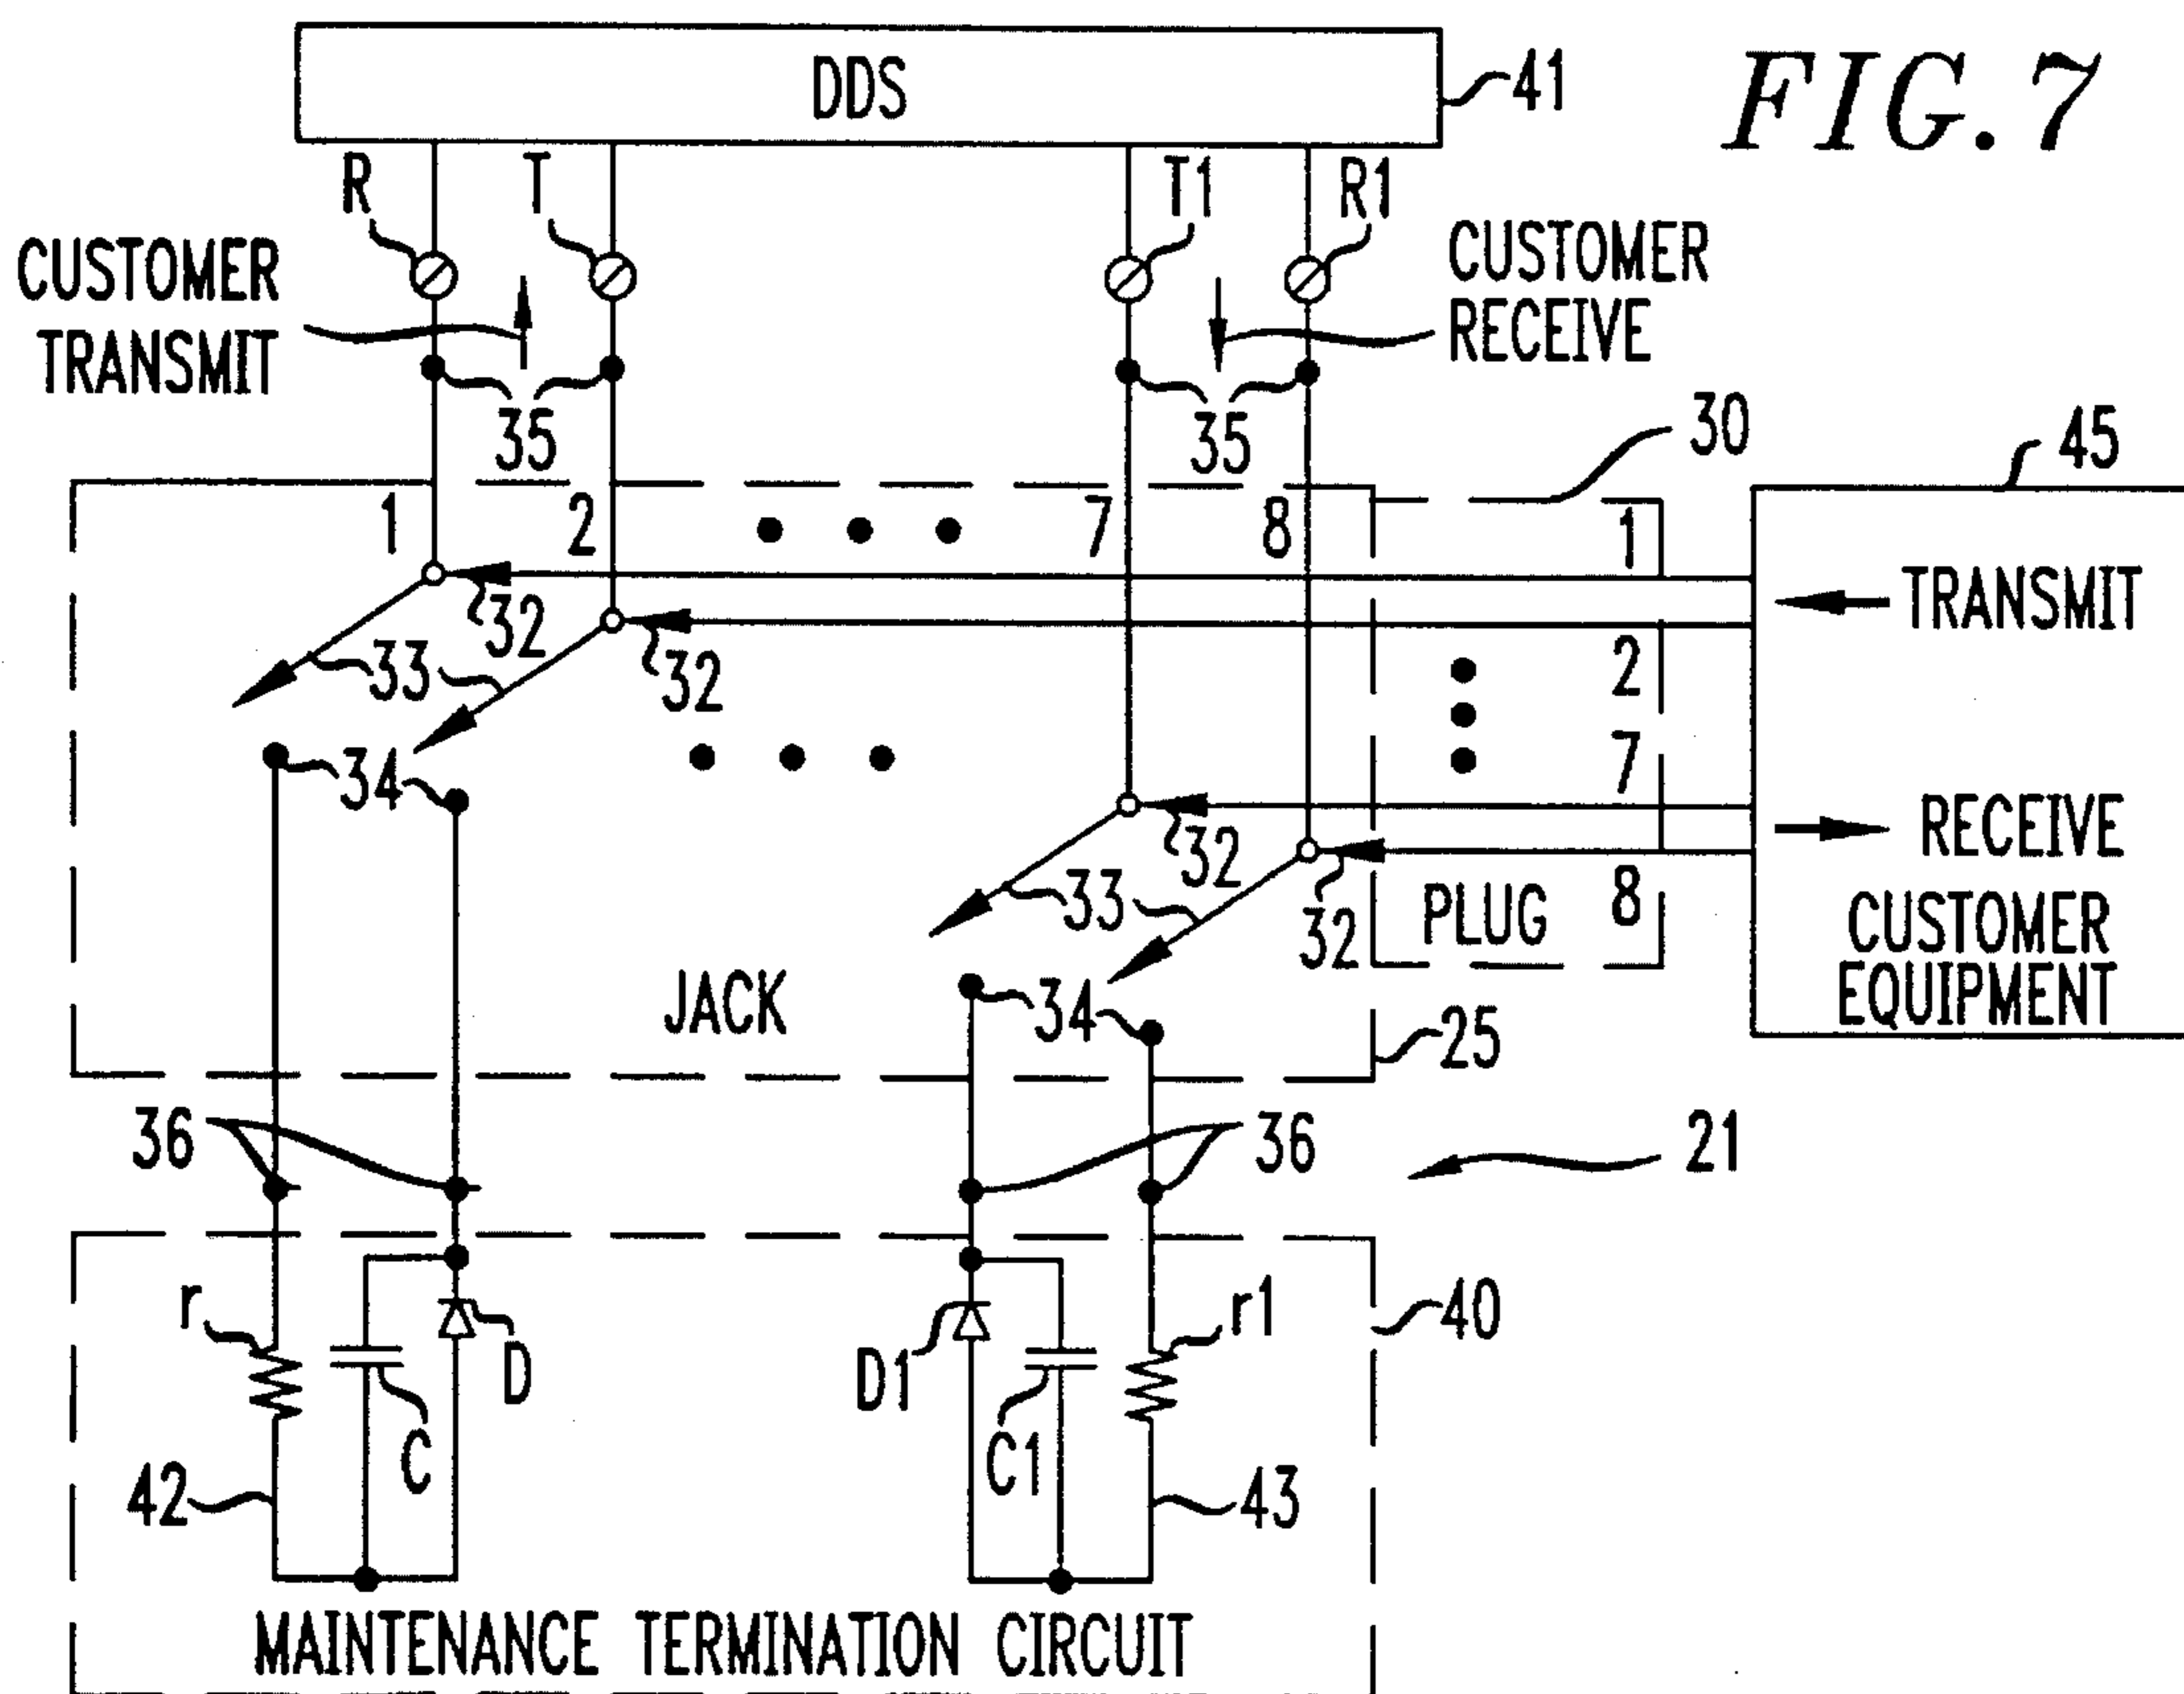 DDS
41
FIG. 7
R
T
T1
R1
CUSTOMER
TRANSMIT
CUSTOMER
RECEIVE
35
35
30
45
1
2
7
8
1
32
33
32
2
TRANSMIT
34
7
32
RECEIVE
33
32
PLUG
8
CUSTOMER
EQUIPMENT
JACK
34
25
36
36
21
r
D
D1
r1
40
C
C1
42
43
MAINTENANCE TERMINATION CIRCUIT